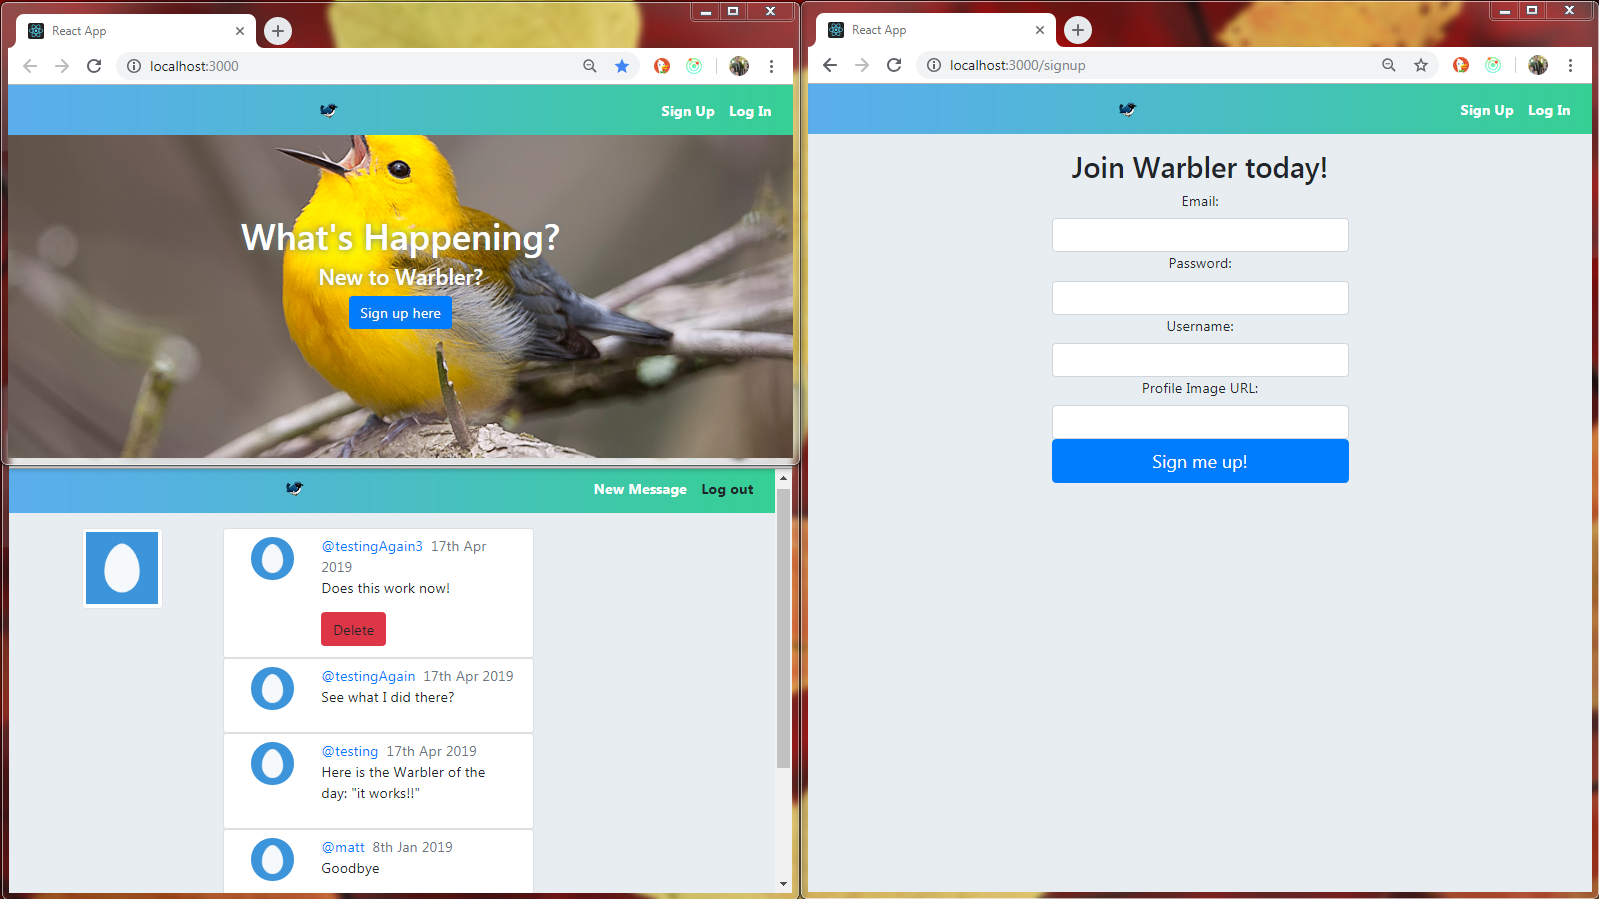 React App
localhost:3000
Sign Up Log In
What's Happening?
New to Warbler?
Sign up here
New Message Log out
@testingAgain3 17th Apr
2019
Does this work now!
Delete
@testingAgain 17th Apr 2019
See what I did there?
@testing 17th Apr 2019
Here is the Warbler of the
day: "it works!!"
@matt 8th Jan 2019
Goodbye
React App
localhost:3000/signup
Sign Up Log In
Join Warbler today!
Email:
Password:
Username:
Profile Image URL:
Sign me up!